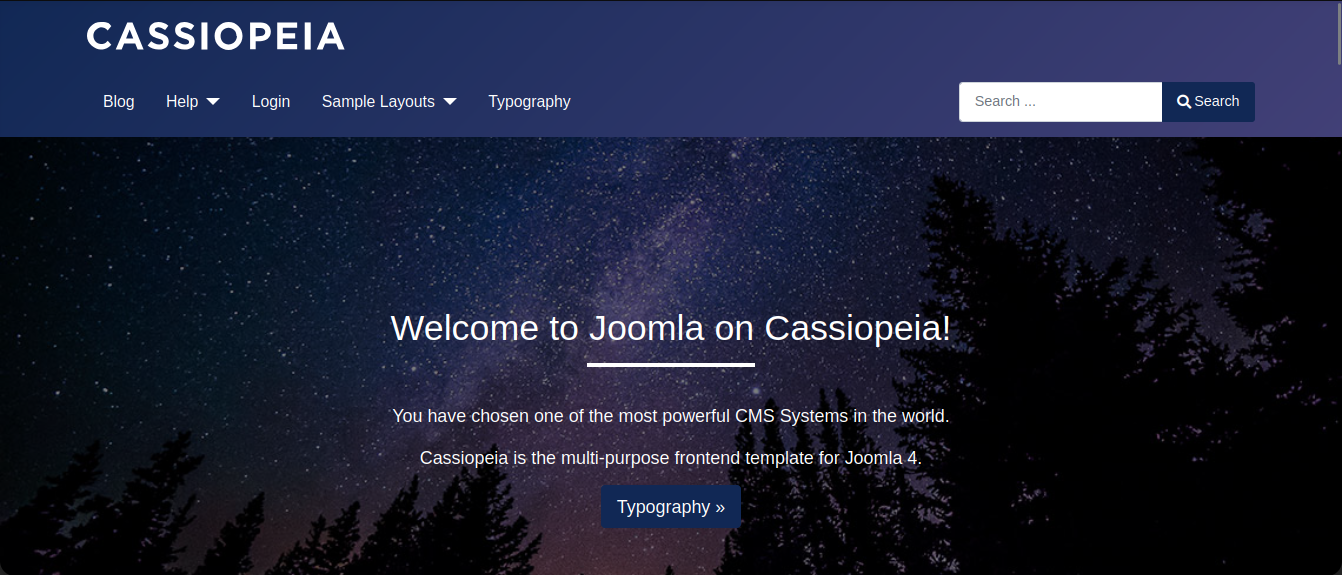 CASSIOPEIA
Blog Help Login Sample Layouts Typography
Search ... Search
Welcome to Joomla on Cassiopeia!
You have chosen one of the most powerful CMS Systems in the world.
Cassiopeia is the multi-purpose frontend template for Joomla 4.
Typography »